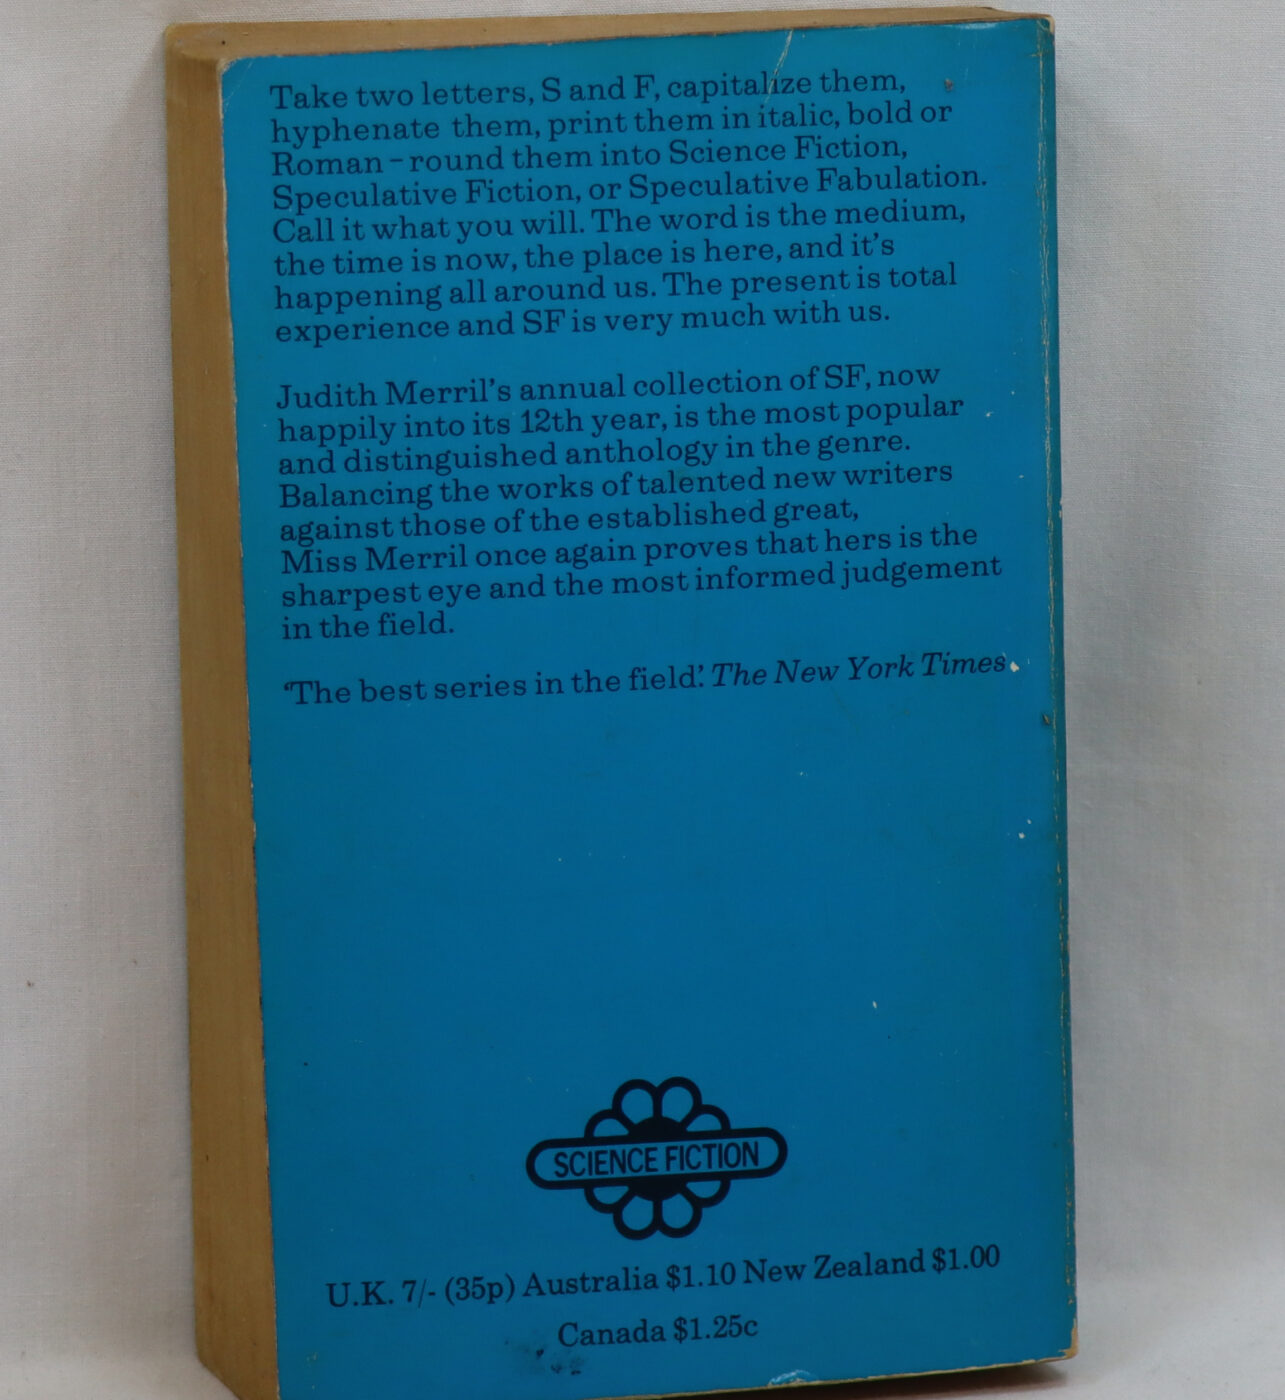 Take two letters, S and F, capitalize them,
hyphenate them, print them in italic, bold or
Roman – round them into Science Fiction,
Speculative Fiction, or Speculative Fabulation.
Call it what you will. The word is the medium,
the time is now, the place is here, and it's
happening all around us. The present is total
experience and SF is very much with us.
Judith Merril's annual collection of SF, now
happily into its 12th year, is the most popular
and distinguished anthology in the genre.
Balancing the works of talented new writers
against those of the established great,
Miss Merril once again proves that hers is the
sharpest eye and the most informed judgement
in the field.
'The best series in the field'. The New York Times.
SCIENCE FICTION
U.K. 7/- (35p) Australia $1.10 New Zealand $1.00
Canada $1.25c